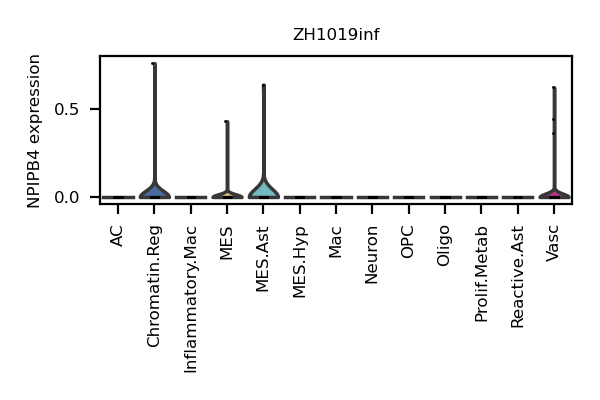 ZH1019inf
NPIPB4 expression
0.5
0.0
AC
Chromatin.Reg
Inflammatory.Mac
MES
MES.Ast
MES.Hyp
Mac
Neuron
OPC
Oligo
Prolif.Metab
Reactive.Ast
Vasc